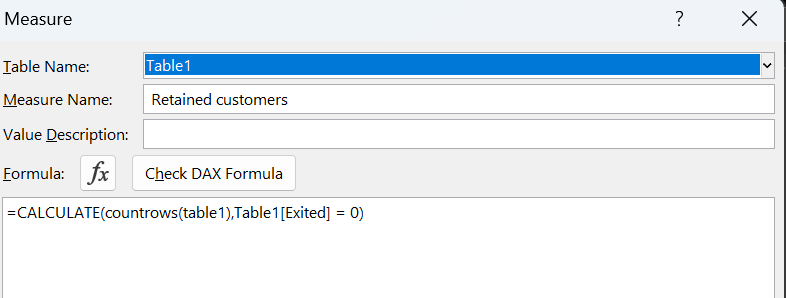 Measure ?
Table Name: Table1
Measure Name: Retained customers
Value Description:
Formula: fx Check DAX Formula
=CALCULATE(countrows(table1),Table1[Exited] = 0)